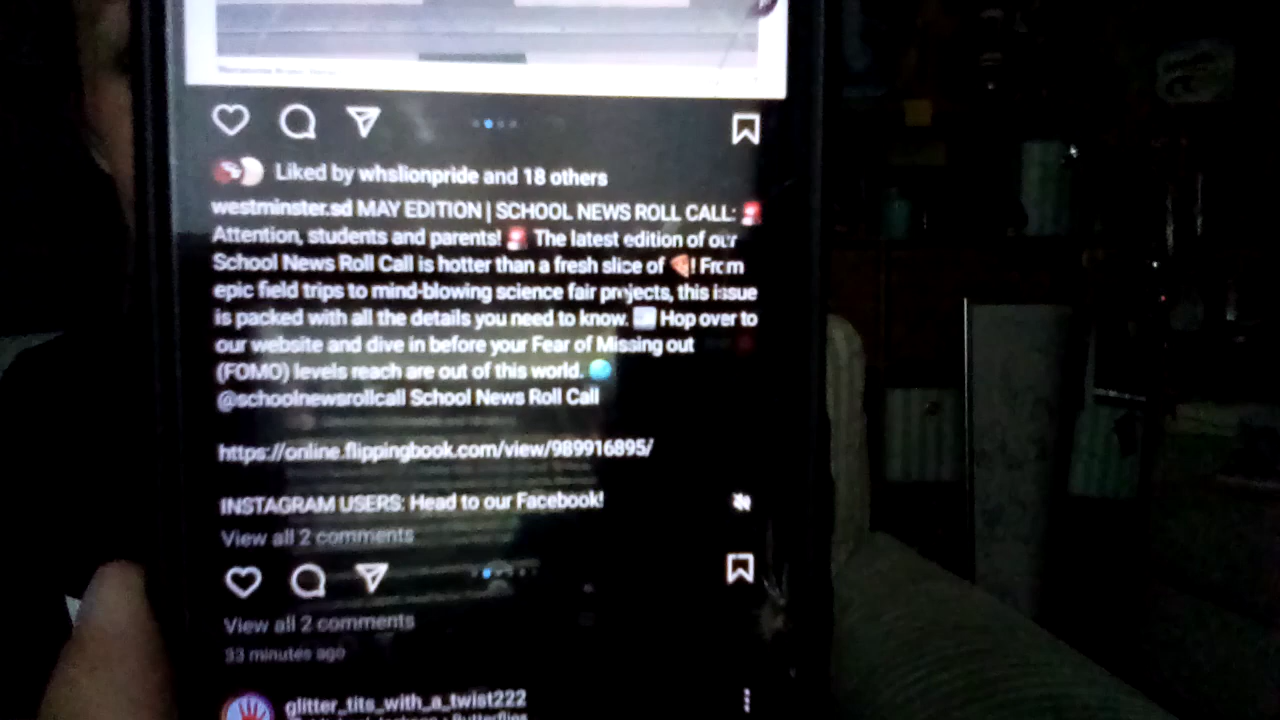 Liked by whslionpride and 18 others
westminster.sd MAY EDITION | SCHOOL NEWS ROLL CALL: 🚨
Attention, students and parents! 🚨 The latest edition of our
School News Roll Call is hotter than a fresh slice of 🍕! From
epic field trips to mind-blowing science fair projects, this issue
is packed with all the details you need to know. Hop over to
our website and dive in before your Fear of Missing out
(FOMO) levels reach are out of this world. 🌍
@schoolnewsrollcall School News Roll Call
https://online.flippingbook.com/view/989916895/
INSTAGRAM USERS: Head to our Facebook!
View all 2 comments
View all 2 comments
33 minutes ago
glitter_tits_with_a_twist222